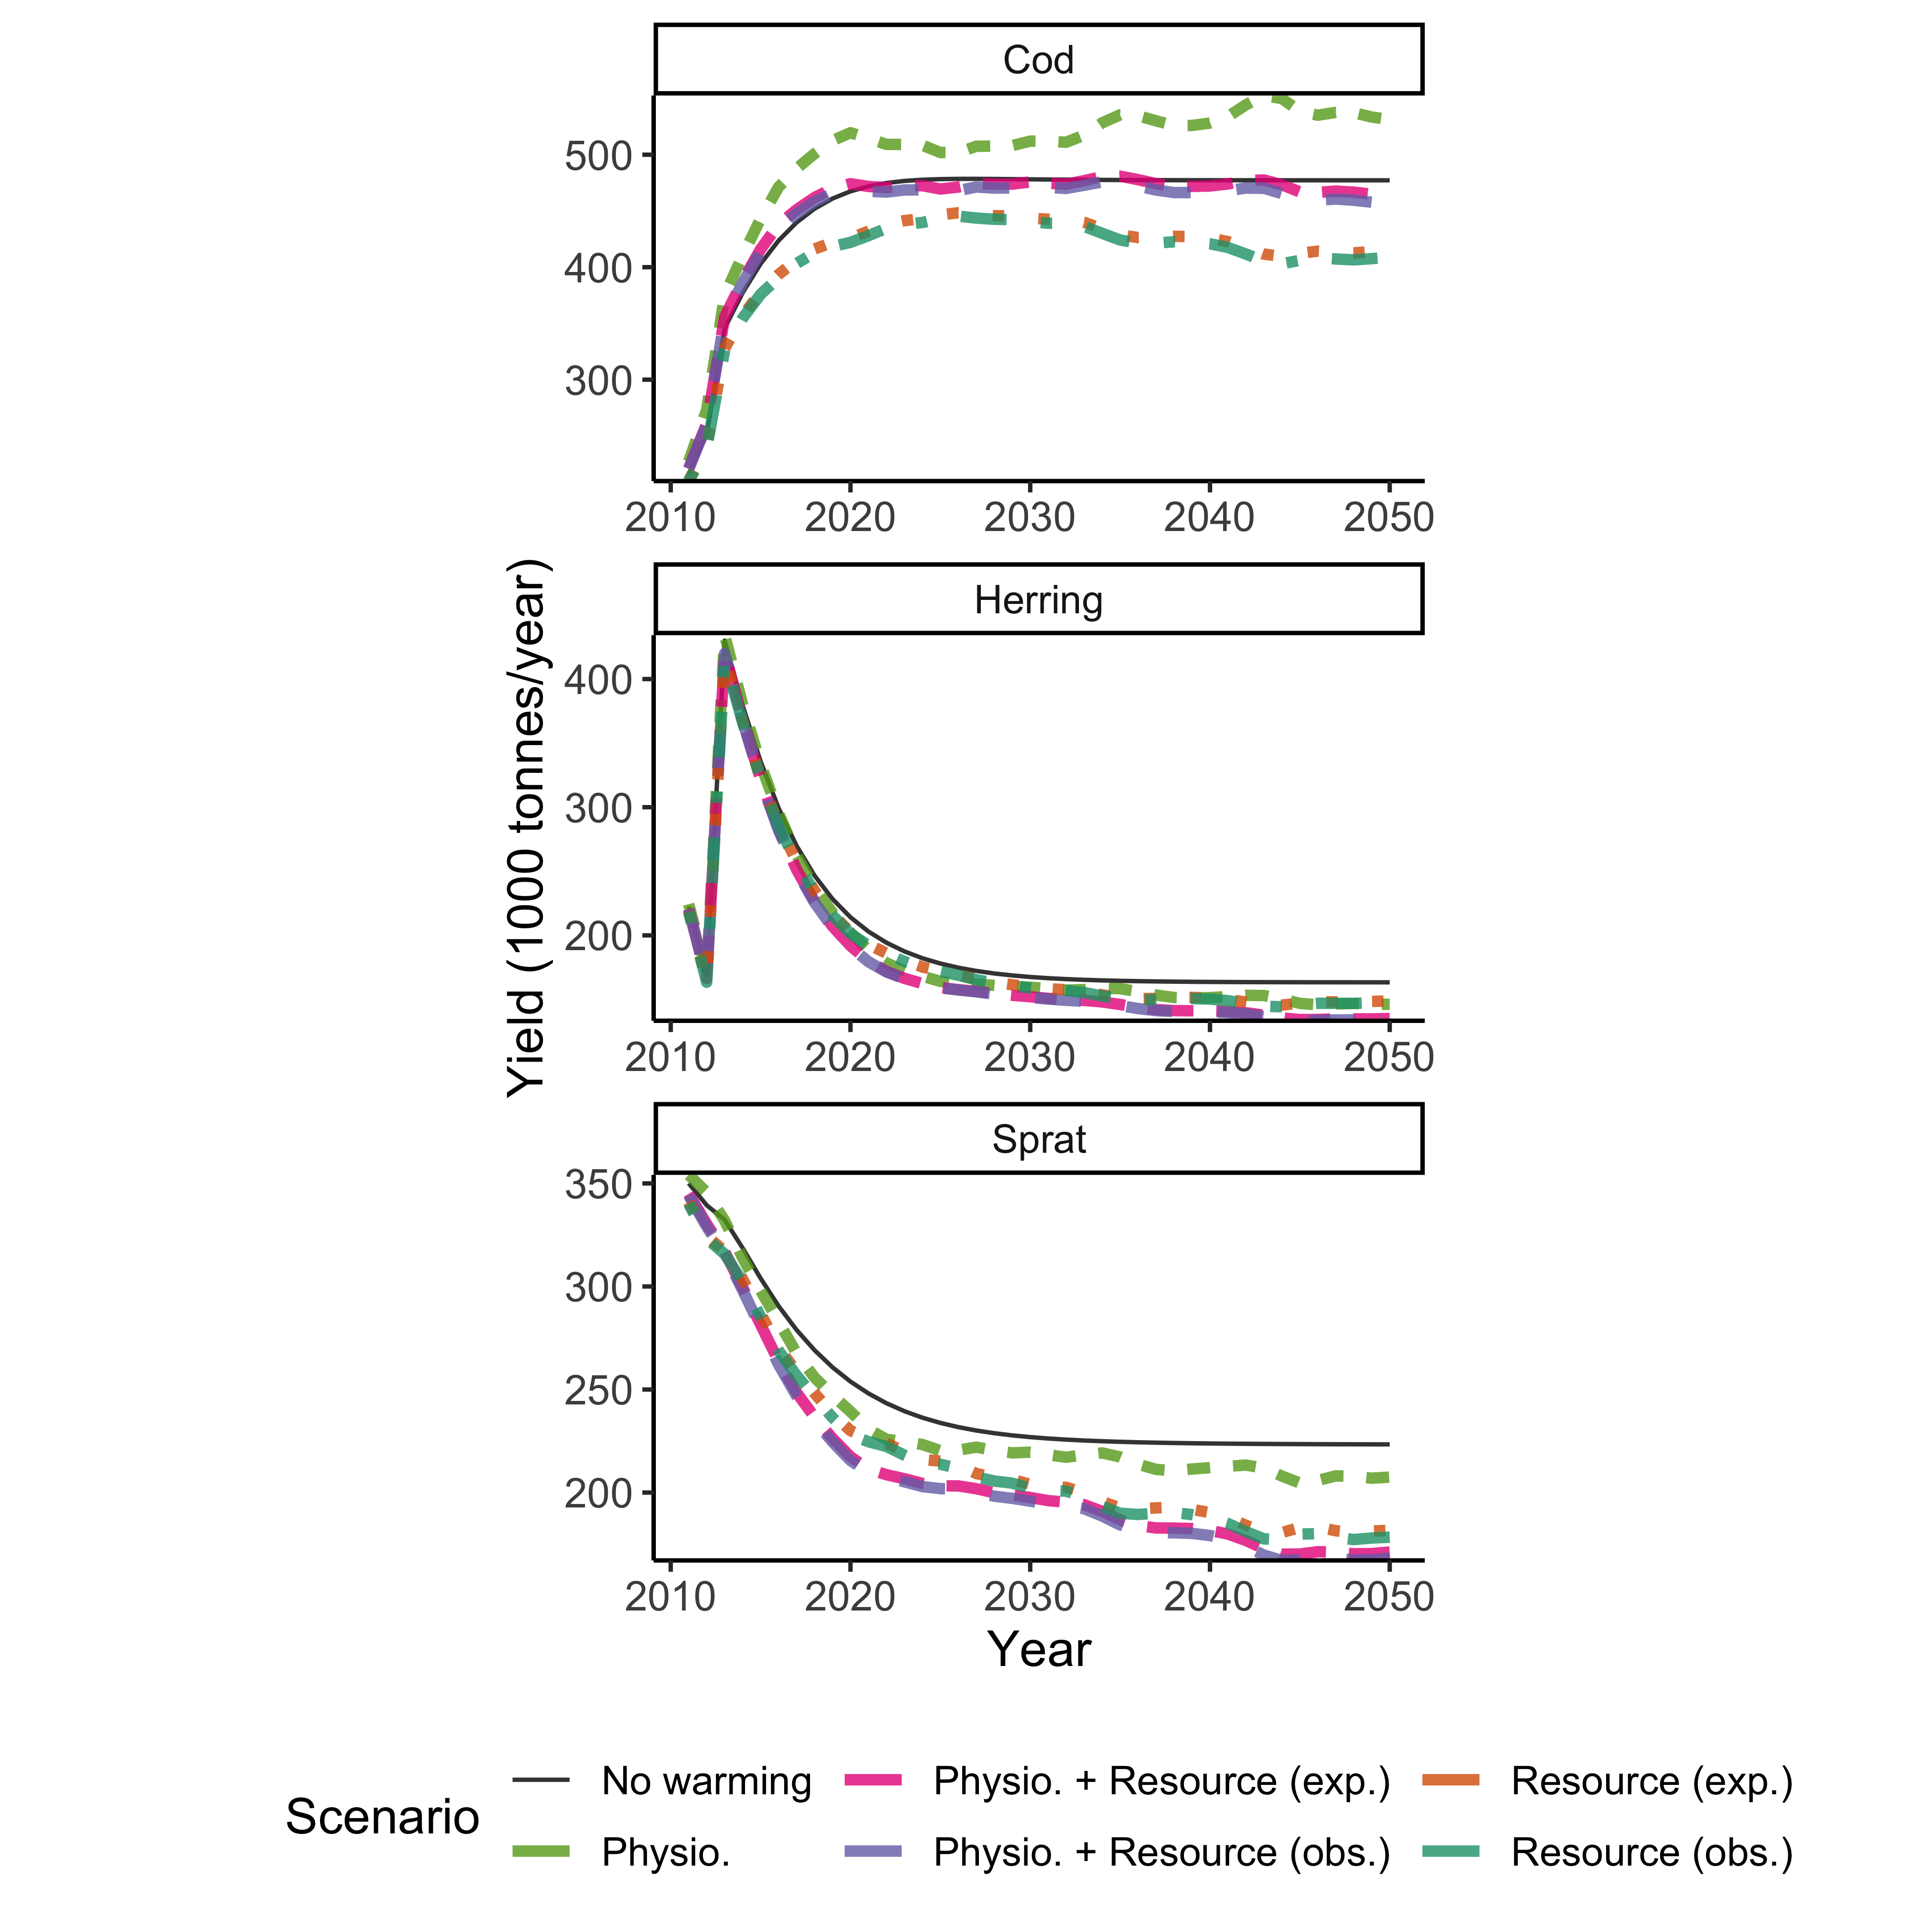 Cod
500
400
300
2010 2020 2030 2040 2050
Yield (1000 tonnes/year)
Herring
400
300
200
2010 2020 2030 2040 2050
Sprat
350
300
250
200
2010 2020 2030 2040 2050
Year
Scenario
No warming Physio. + Resource (exp.) Resource (exp.)
Physio. Physio. + Resource (obs.) Resource (obs.)